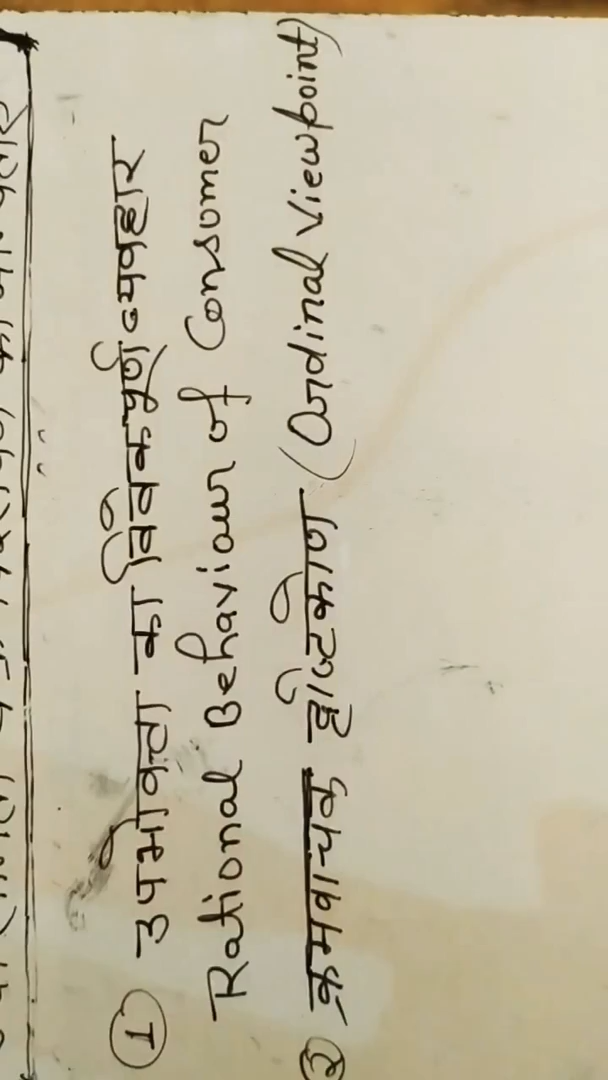 ① उपभोक्ता का विवेकपूर्ण व्यवहार
Rational Behaviour of Consumer
② क्रमवाचक दृष्टिकोण (Ordinal Viewpoint)